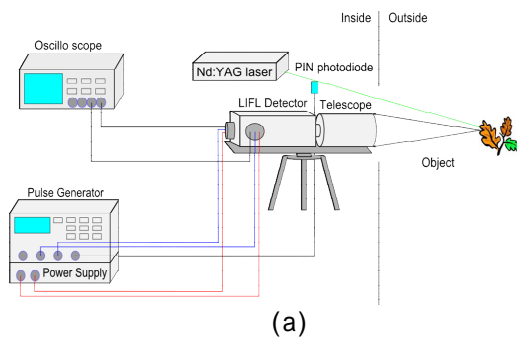 Inside
Outside
Oscillo scope
Nd:YAG laser
PIN photodiode
LIFL Detector
Telescope
Object
Pulse Generator
Power Supply
(a)